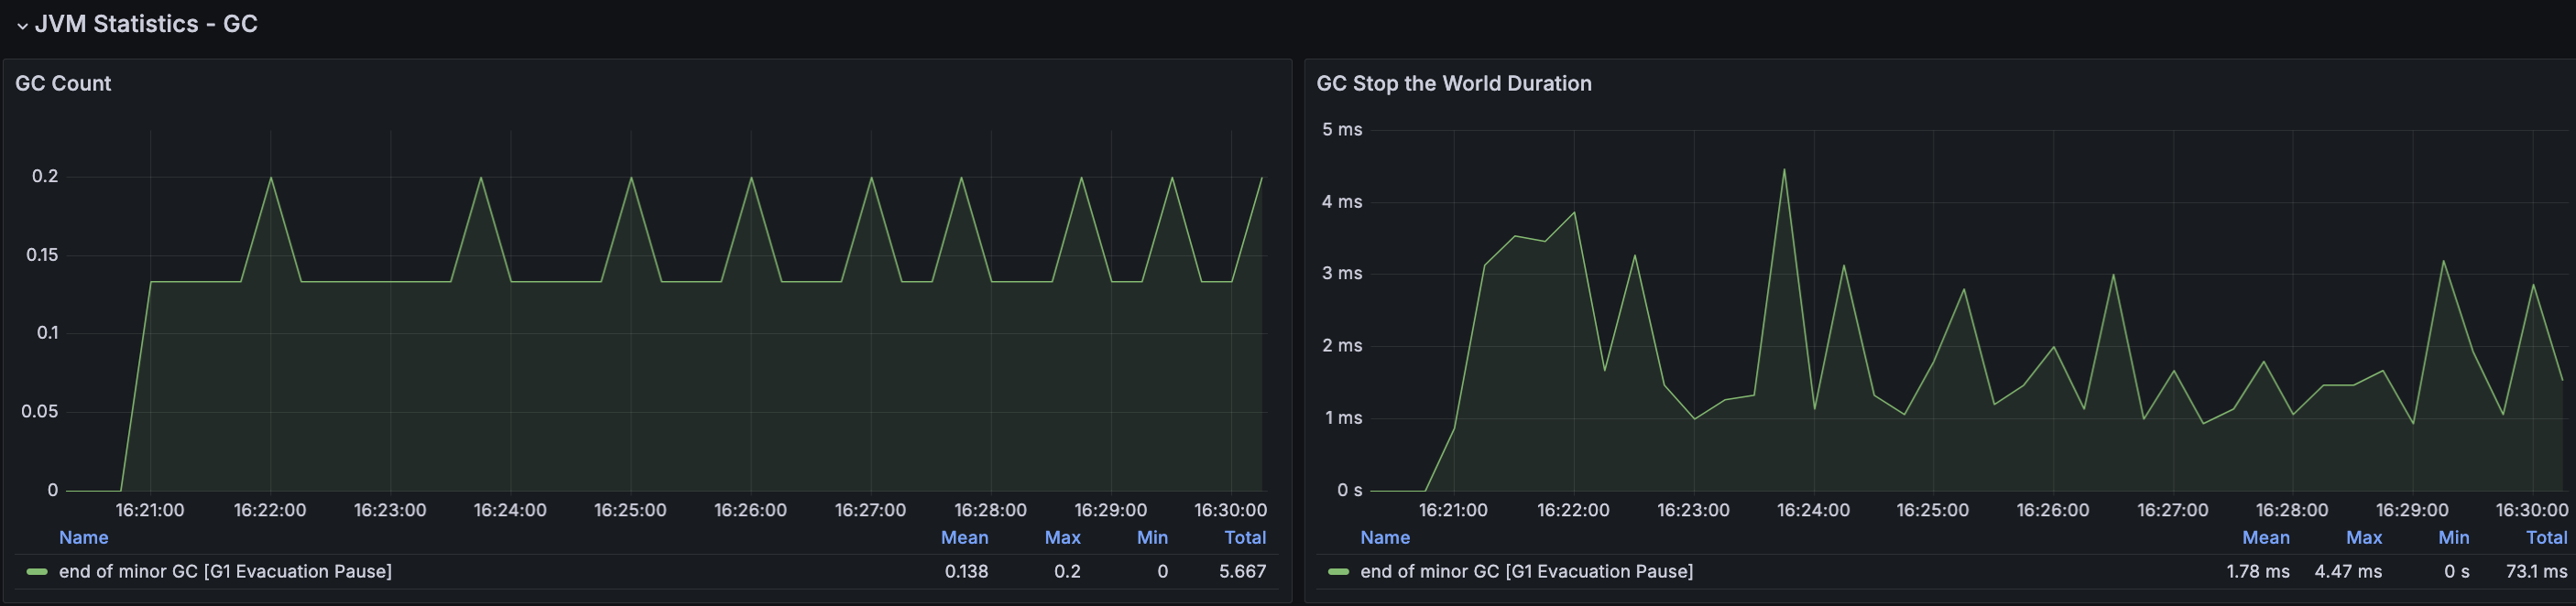 JVM Statistics - GC
GC Count
0.2
0.15
0.1
0.05
0
16:21:00 16:22:00 16:23:00 16:24:00 16:25:00 16:26:00 16:27:00 16:28:00 16:29:00 16:30:00
Name Mean Max Min Total
end of minor GC [G1 Evacuation Pause] 0.138 0.2 0 5.667
GC Stop the World Duration
5 ms
4 ms
3 ms
2 ms
1 ms
0 s
16:21:00 16:22:00 16:23:00 16:24:00 16:25:00 16:26:00 16:27:00 16:28:00 16:29:00 16:30:00
Name Mean Max Min Total
end of minor GC [G1 Evacuation Pause] 1.78 ms 4.47 ms 0 s 73.1 ms